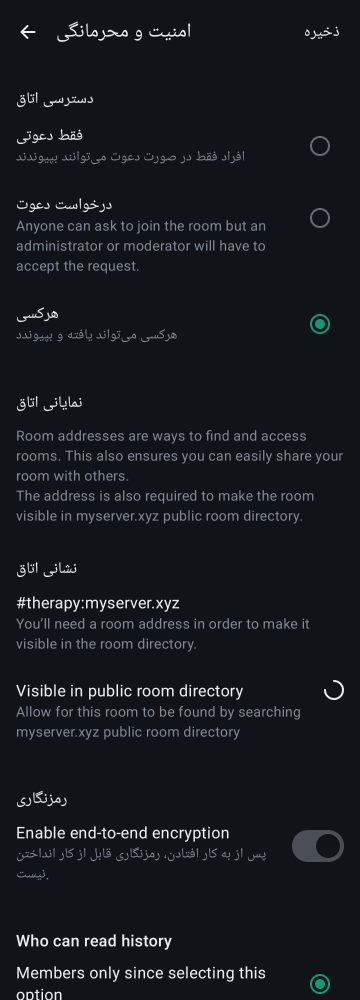 امنیت و محرمانگی
ذخیره
دسترسی اتاق
فقط دعوتی
افراد فقط در صورت دعوت می‌توانند بپیوندند
درخواست دعوت
Anyone can ask to join the room but an
administrator or moderator will have to
accept the request.
هرکسی
هرکسی می‌تواند یافته و بپیوندد
نمایانی اتاق
Room addresses are ways to find and access
rooms. This also ensures you can easily share your
room with others.
The address is also required to make the room
visible in myserver.xyz public room directory.
نشانی اتاق
#therapy:myserver.xyz
You’ll need a room address in order to make it
visible in the room directory.
Visible in public room directory
Allow for this room to be found by searching
myserver.xyz public room directory
رمزنگاری
Enable end-to-end encryption
پس از به کار افتادن، رمزنگاری قابل از کار انداختن
نیست.
Who can read history
Members only since selecting this
option